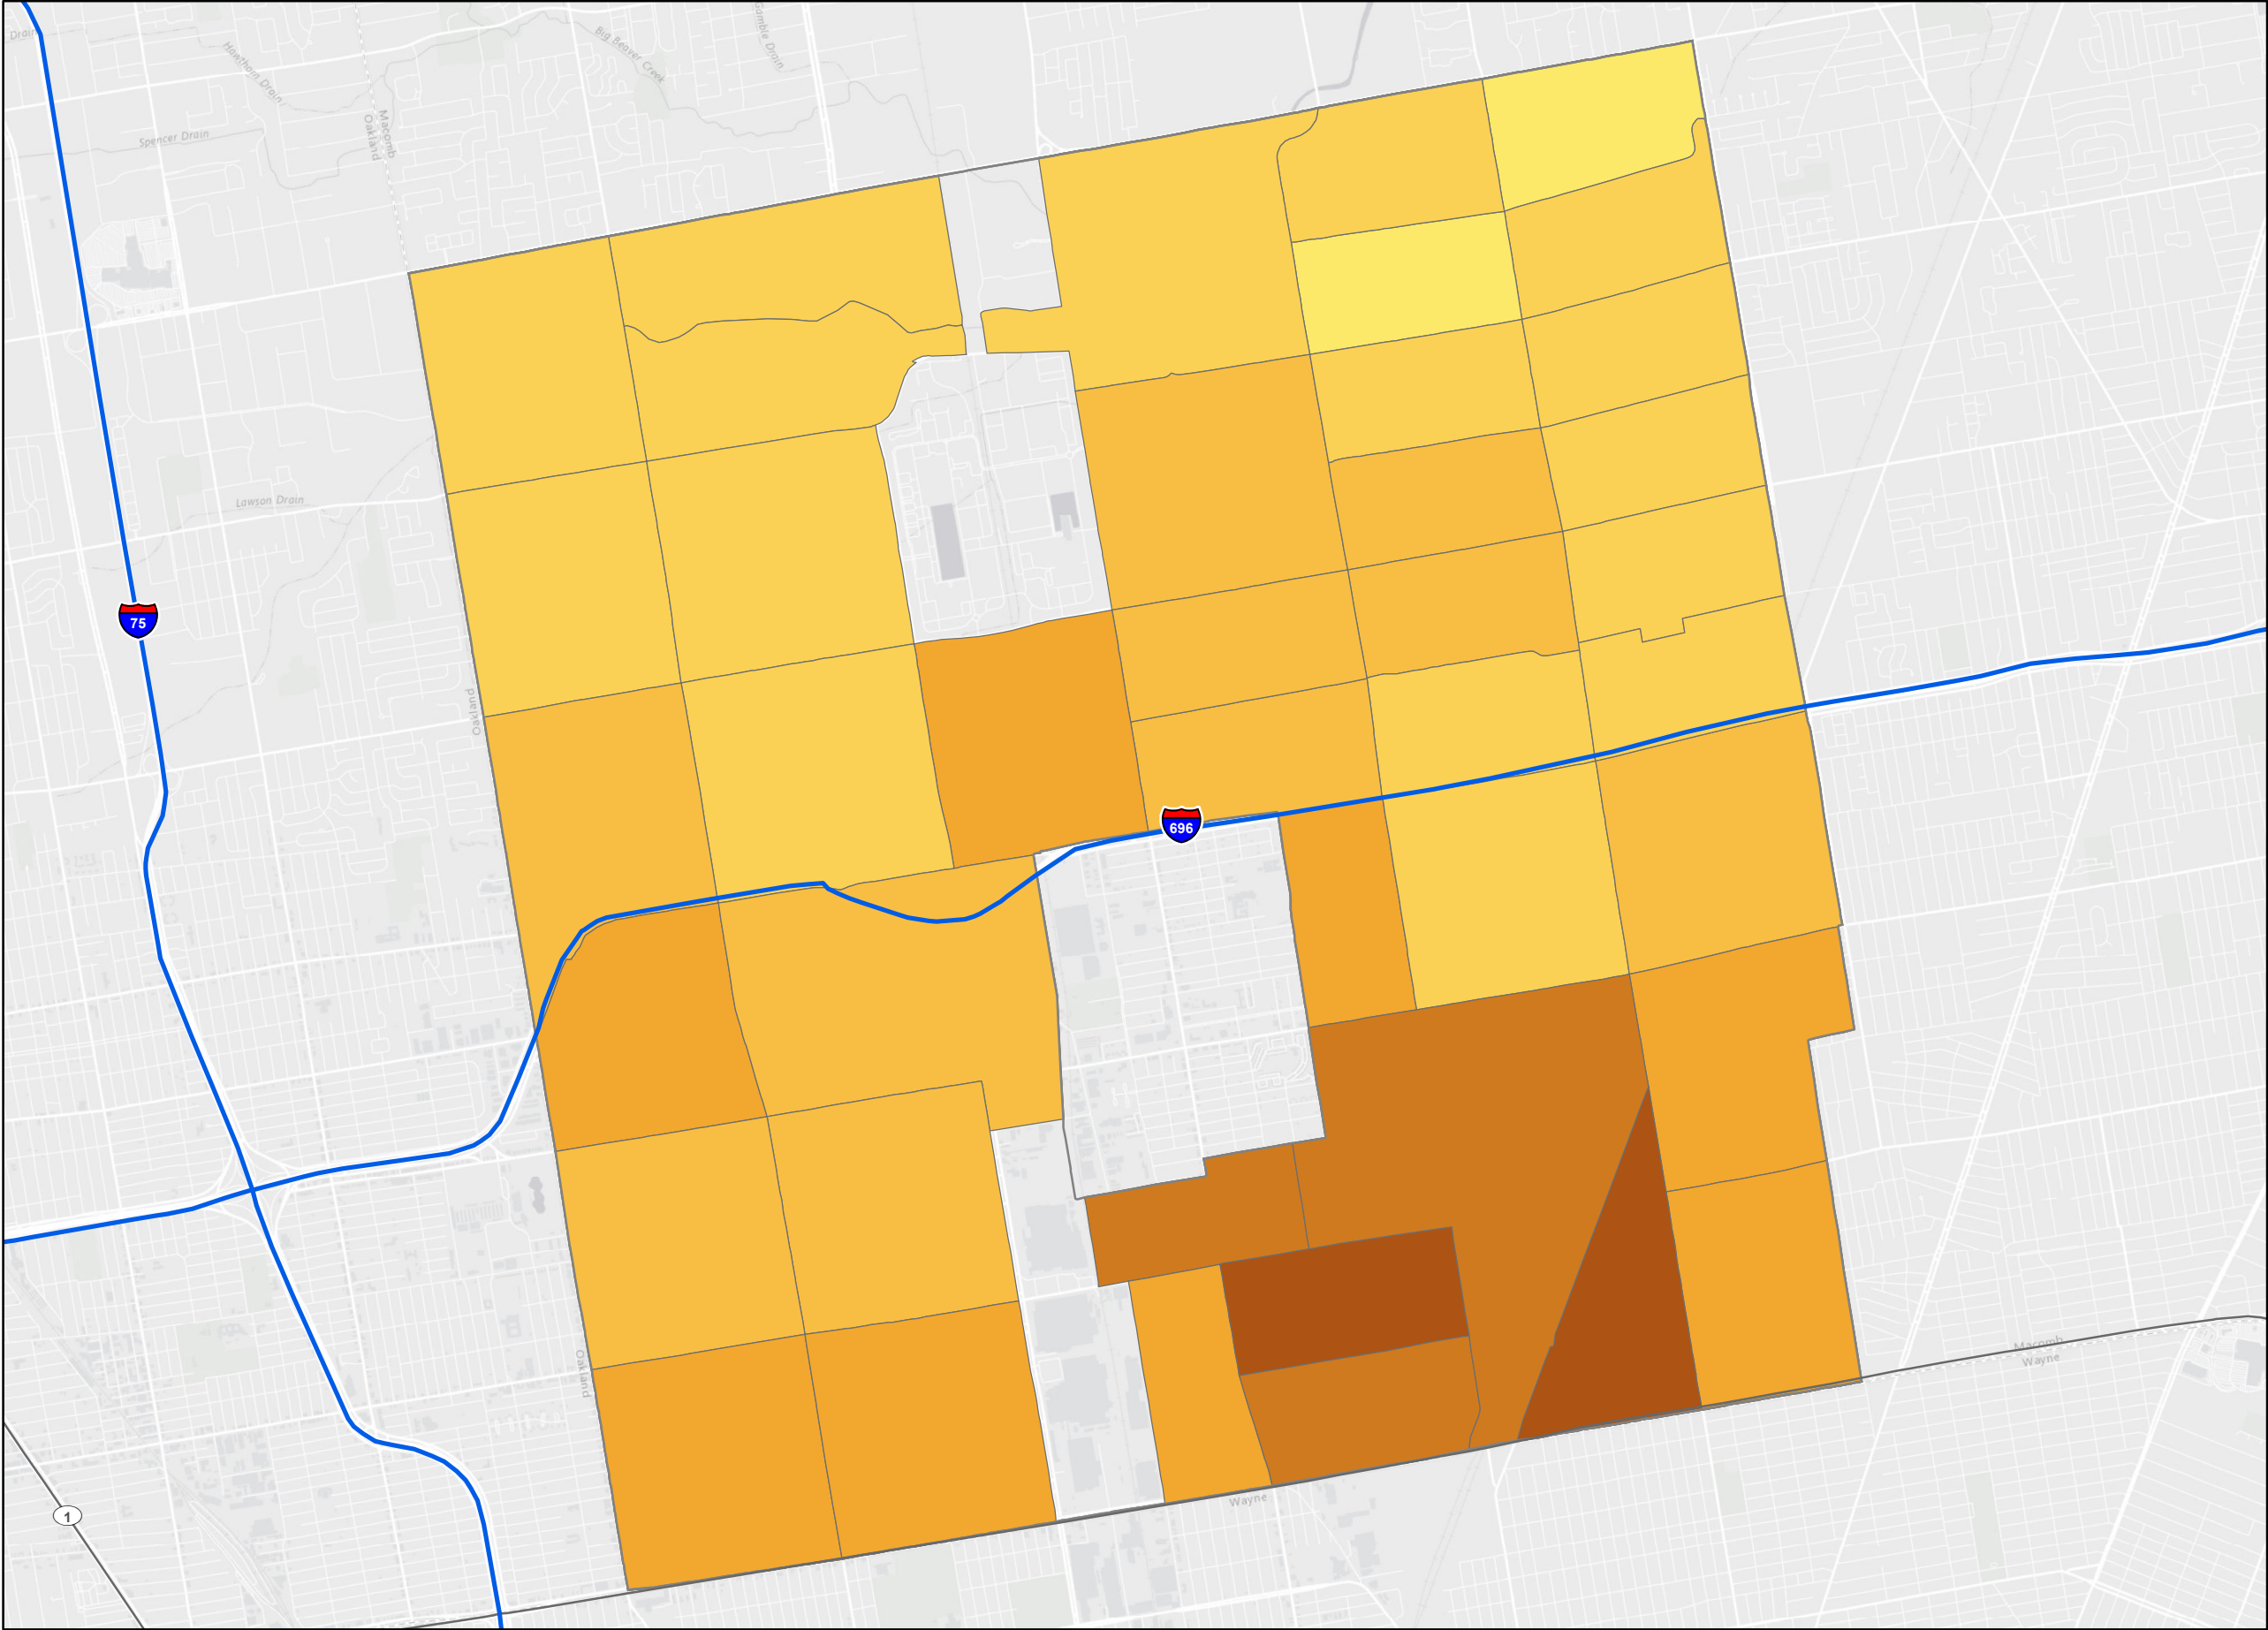 Drain
Hawthorn Drain
Big Beaver Creek
Gamble Drain
Spencer Drain
Macomb
Oakland
Lawson Drain
75
Oakland
696
Oakland
Macomb
Wayne
Wayne
1